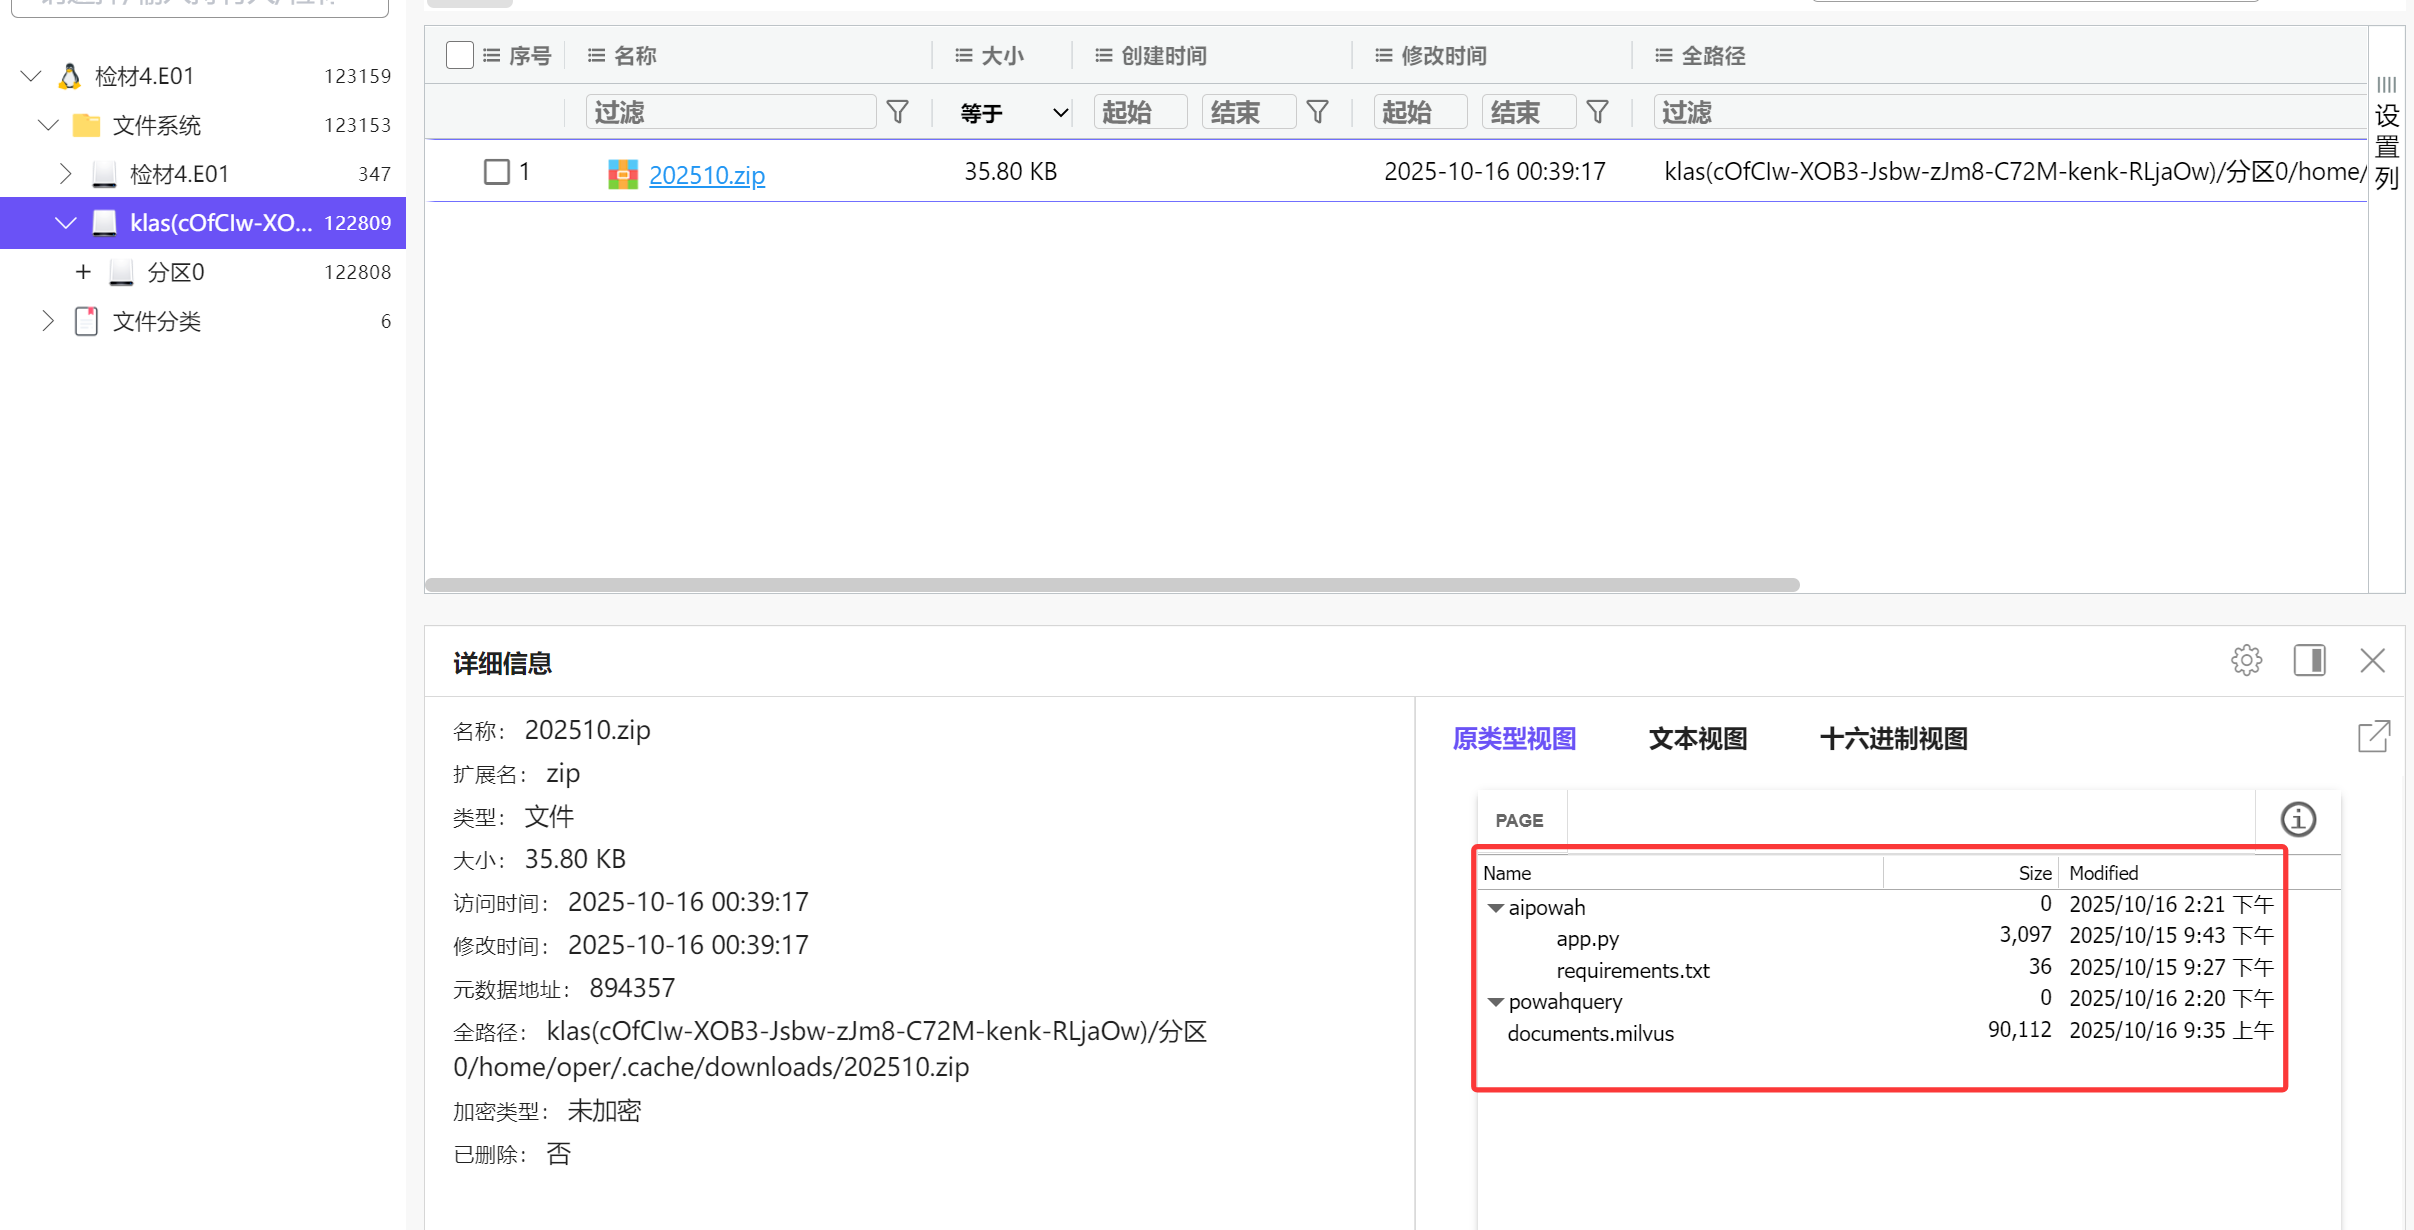 检材4.E01 123159
文件系统 123153
检材4.E01 347
klas(cOfCIw-XO... 122809
分区0 122808
文件分类 6
序号 名称 大小 创建时间 修改时间 全路径
过滤 等于 起始 结束 起始 结束 过滤
1 202510.zip 35.80 KB 2025-10-16 00:39:17 klas(cOfCIw-XOB3-Jsbw-zJm8-C72M-kenk-RLjaOw)/分区0/home/
设置列
详细信息
名称： 202510.zip
扩展名： zip
类型： 文件
大小： 35.80 KB
访问时间： 2025-10-16 00:39:17
修改时间： 2025-10-16 00:39:17
元数据地址： 894357
全路径： klas(cOfCIw-XOB3-Jsbw-zJm8-C72M-kenk-RLjaOw)/分区
0/home/oper/.cache/downloads/202510.zip
加密类型： 未加密
已删除： 否
原类型视图 文本视图 十六进制视图
PAGE
Name Size Modified
aipowah 0 2025/10/16 2:21 下午
app.py 3,097 2025/10/15 9:43 下午
requirements.txt 36 2025/10/15 9:27 下午
powahquery 0 2025/10/16 2:20 下午
documents.milvus 90,112 2025/10/16 9:35 上午